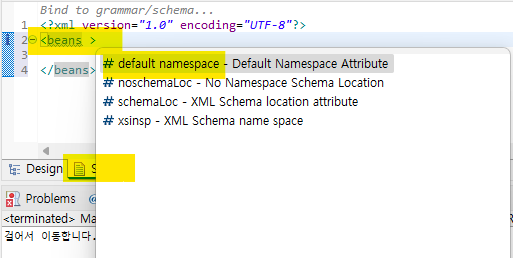 Bind to grammar/schema...
1 <?xml version="1.0" encoding="UTF-8"?>
2 <beans >
3
4 </beans>
# default namespace - Default Namespace Attribute
# noschemaLoc - No Namespace Schema Location
# schemaLoc - XML Schema location attribute
# xsinsp - XML Schema name space
Design
Problems @
<terminated> Ma
걸어서 이동합니다.